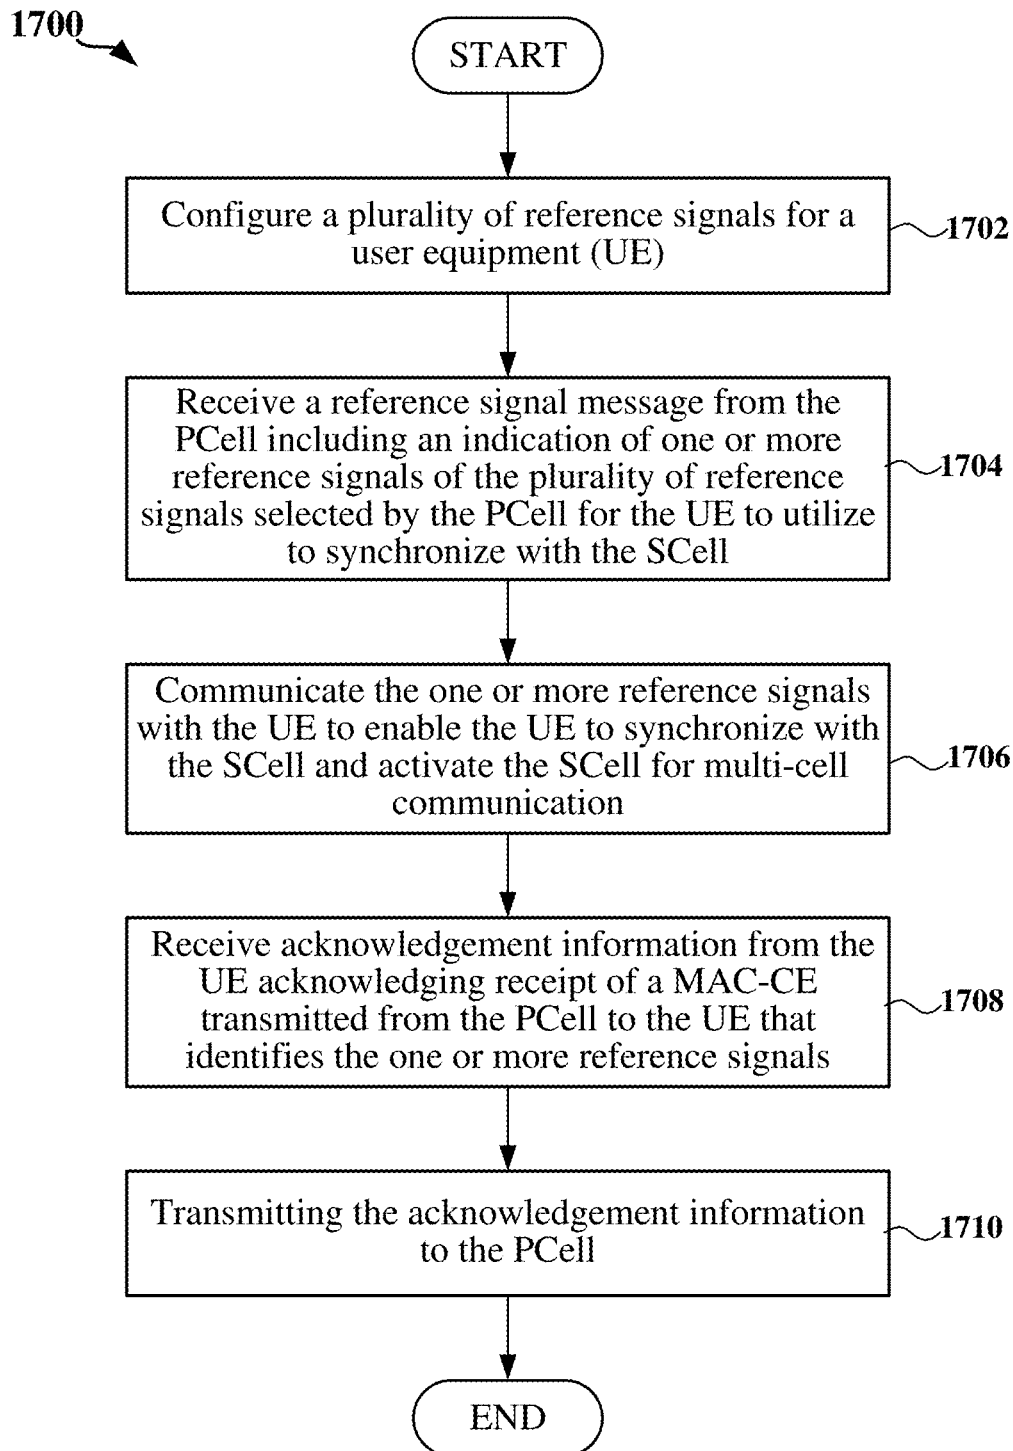 1700
START
Configure a plurality of reference signals for a
user equipment (UE)
1702
Receive a reference signal message from the
PCell including an indication of one or more
reference signals of the plurality of reference
signals selected by the PCell for the UE to utilize
to synchronize with the SCell
1704
Communicate the one or more reference signals
with the UE to enable the UE to synchronize with
the SCell and activate the SCell for multi-cell
communication
1706
Receive acknowledgement information from the
UE acknowledging receipt of a MAC-CE
transmitted from the PCell to the UE that
identifies the one or more reference signals
1708
Transmitting the acknowledgement information
to the PCell
1710
END